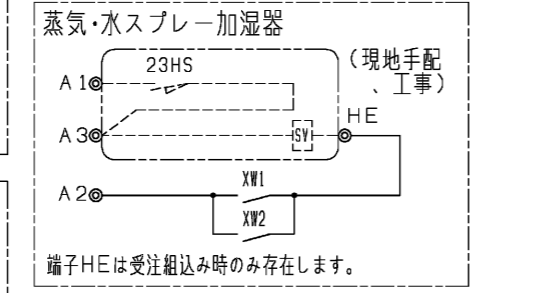 蒸気・水スプレー加湿器
23HS
(現地手配
、工事)
A1
HE
A3
SV
XW1
A2
XW2
端子HEは受注組込み時のみ存在します。